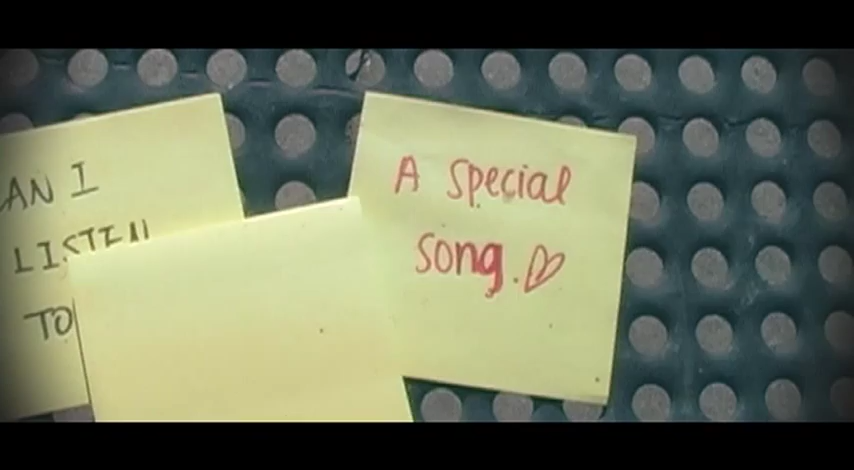 AN I
LISTEN
TO
A special
song.